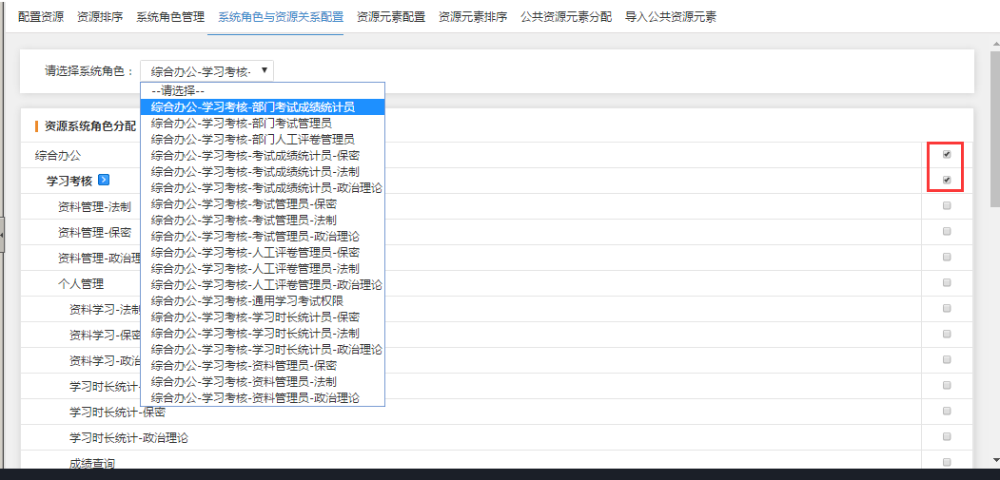 配置资源 资源排序 系统角色管理 系统角色与资源关系配置 资源元素配置 资源元素排序 公共资源元素分配 导入公共资源元素
请选择系统角色： 综合办公-学习考核-
--请选择--
综合办公-学习考核-部门考试成绩统计员
综合办公-学习考核-部门考试管理员
综合办公-学习考核-部门人工评卷管理员
综合办公-学习考核-考试成绩统计员-保密
综合办公-学习考核-考试成绩统计员-法制
综合办公-学习考核-考试成绩统计员-政治理论
综合办公-学习考核-考试管理员-保密
综合办公-学习考核-考试管理员-法制
综合办公-学习考核-考试管理员-政治理论
综合办公-学习考核-人工评卷管理员-保密
综合办公-学习考核-人工评卷管理员-法制
综合办公-学习考核-人工评卷管理员-政治理论
综合办公-学习考核-通用学习考试权限
综合办公-学习考核-学习时长统计员-保密
综合办公-学习考核-学习时长统计员-法制
综合办公-学习考核-学习时长统计员-政治理论
综合办公-学习考核-资料管理员-保密
综合办公-学习考核-资料管理员-法制
综合办公-学习考核-资料管理员-政治理论
资源系统角色分配
综合办公
学习考核
资料管理-法制
资料管理-保密
资料管理-政治理
个人管理
资料学习-法制
资料学习-保密
资料学习-政治
学习时长统计-
学习时长统计-保密
学习时长统计-政治理论
成绩查询